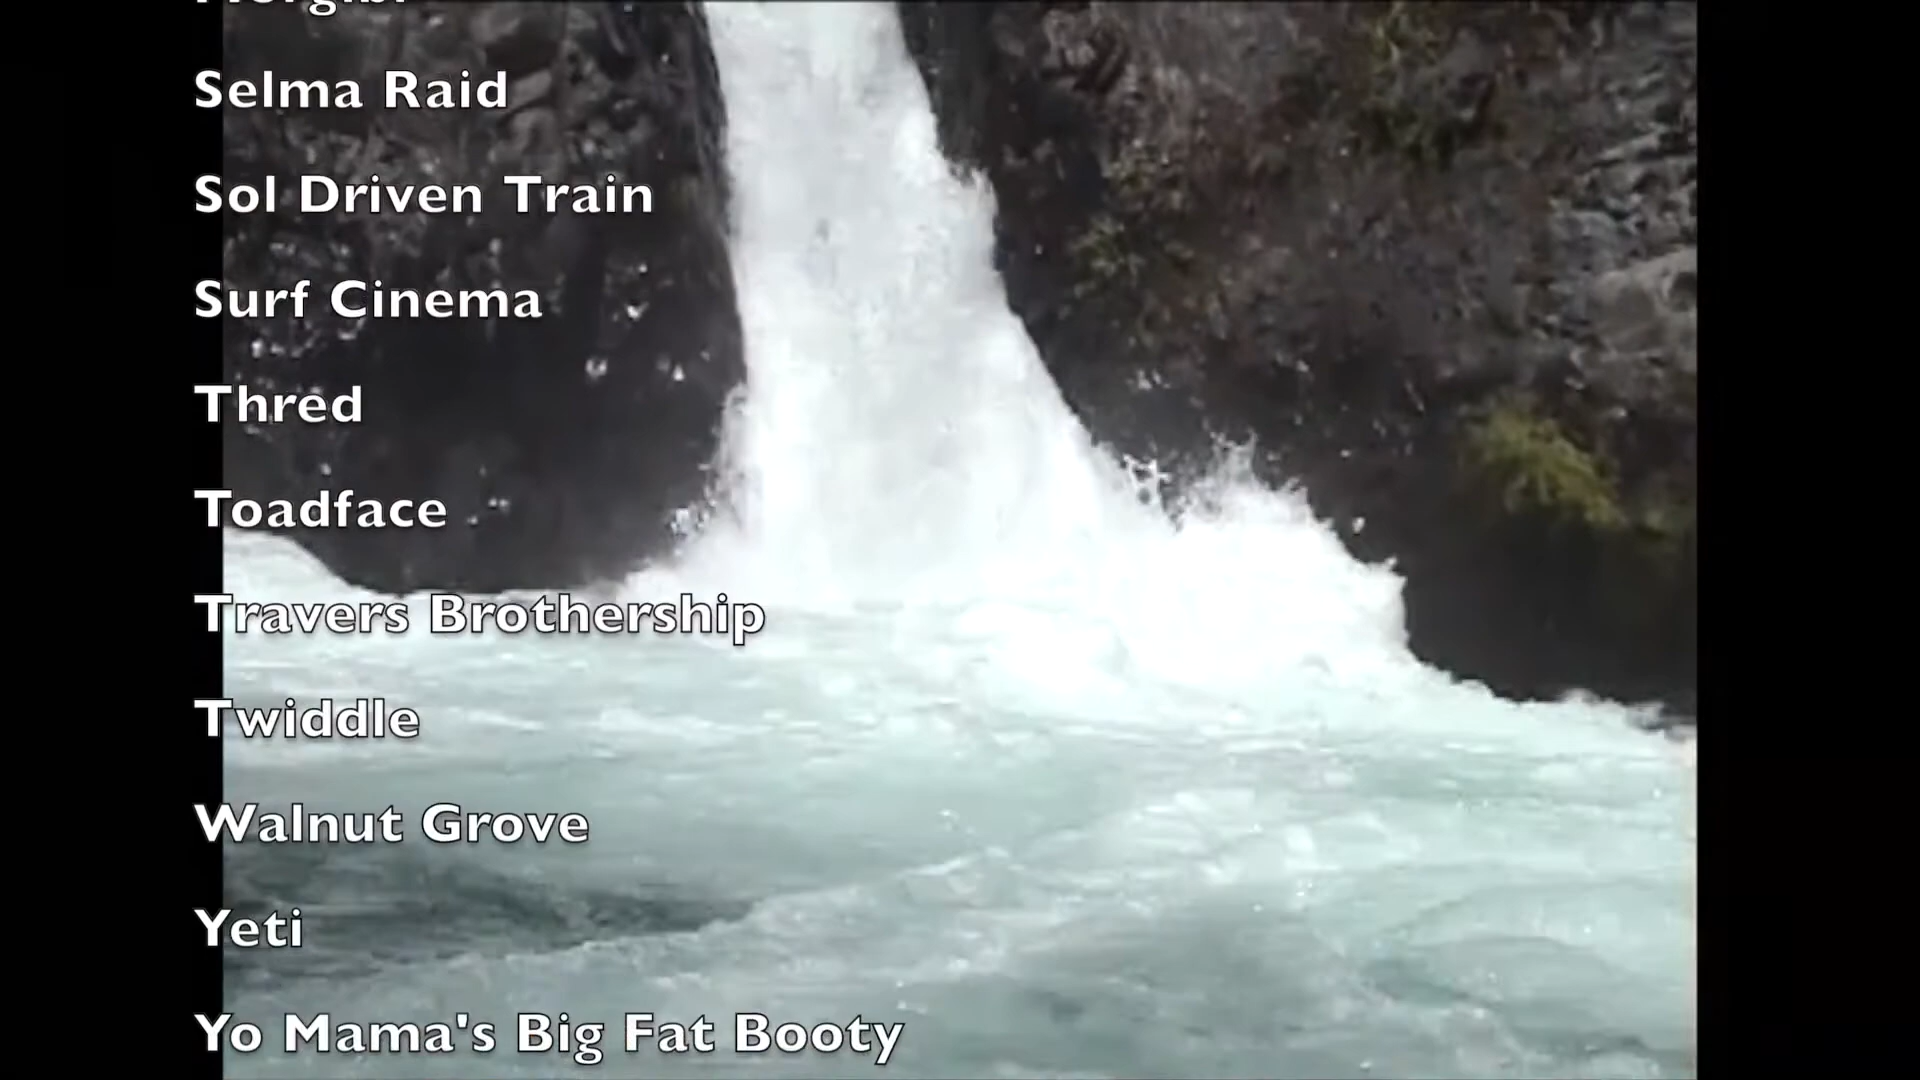 Selma Raid
Sol Driven Train
Surf Cinema
Thred
Toadface
Travers Brothership
Twiddle
Walnut Grove
Yeti
Yo Mama's Big Fat Booty